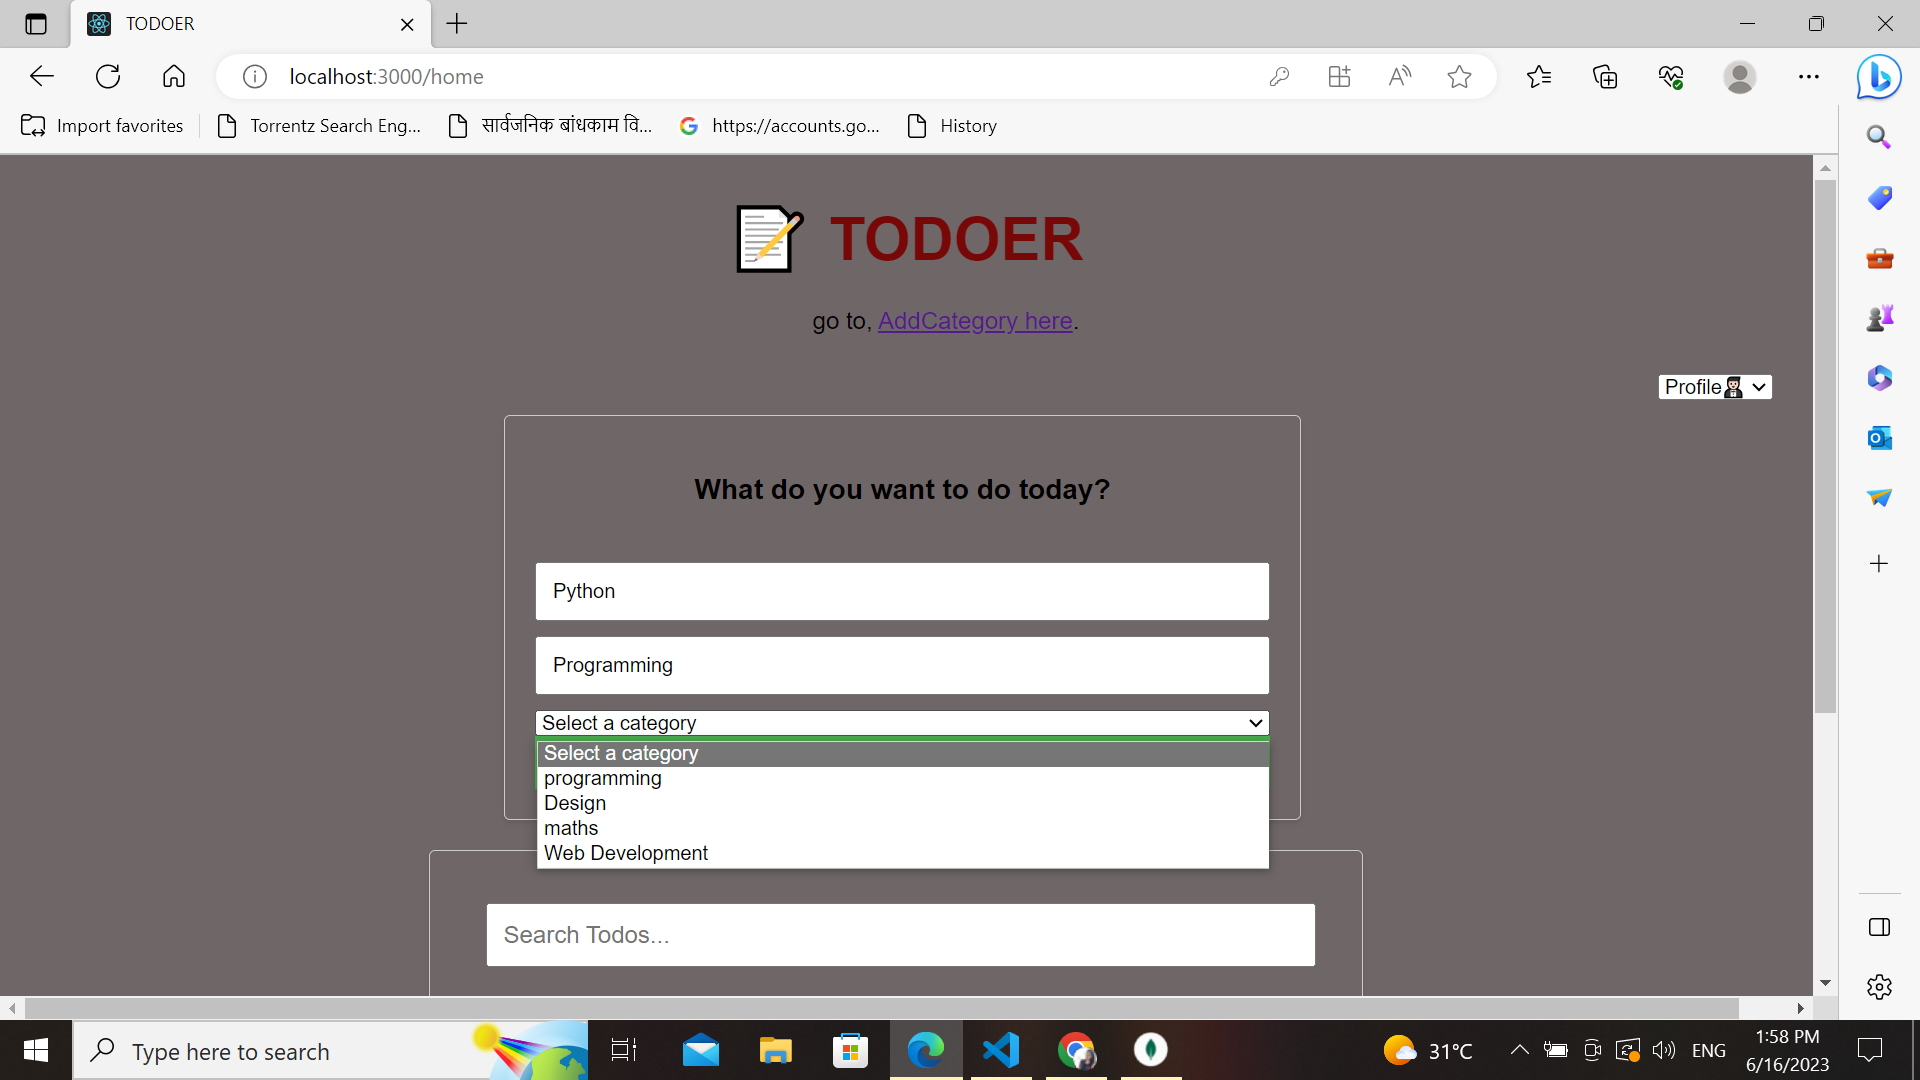 TODOER
localhost:3000/home
Import favorites
Torrentz Search Eng...
सार्वजनिक बांधकाम वि...
https://accounts.go...
History
TODOER
go to, AddCategory here.
Profile
What do you want to do today?
Python
Programming
Select a category
Select a category
programming
Design
maths
Web Development
Search Todos...
Type here to search
31°C
ENG
1:58 PM
6/16/2023